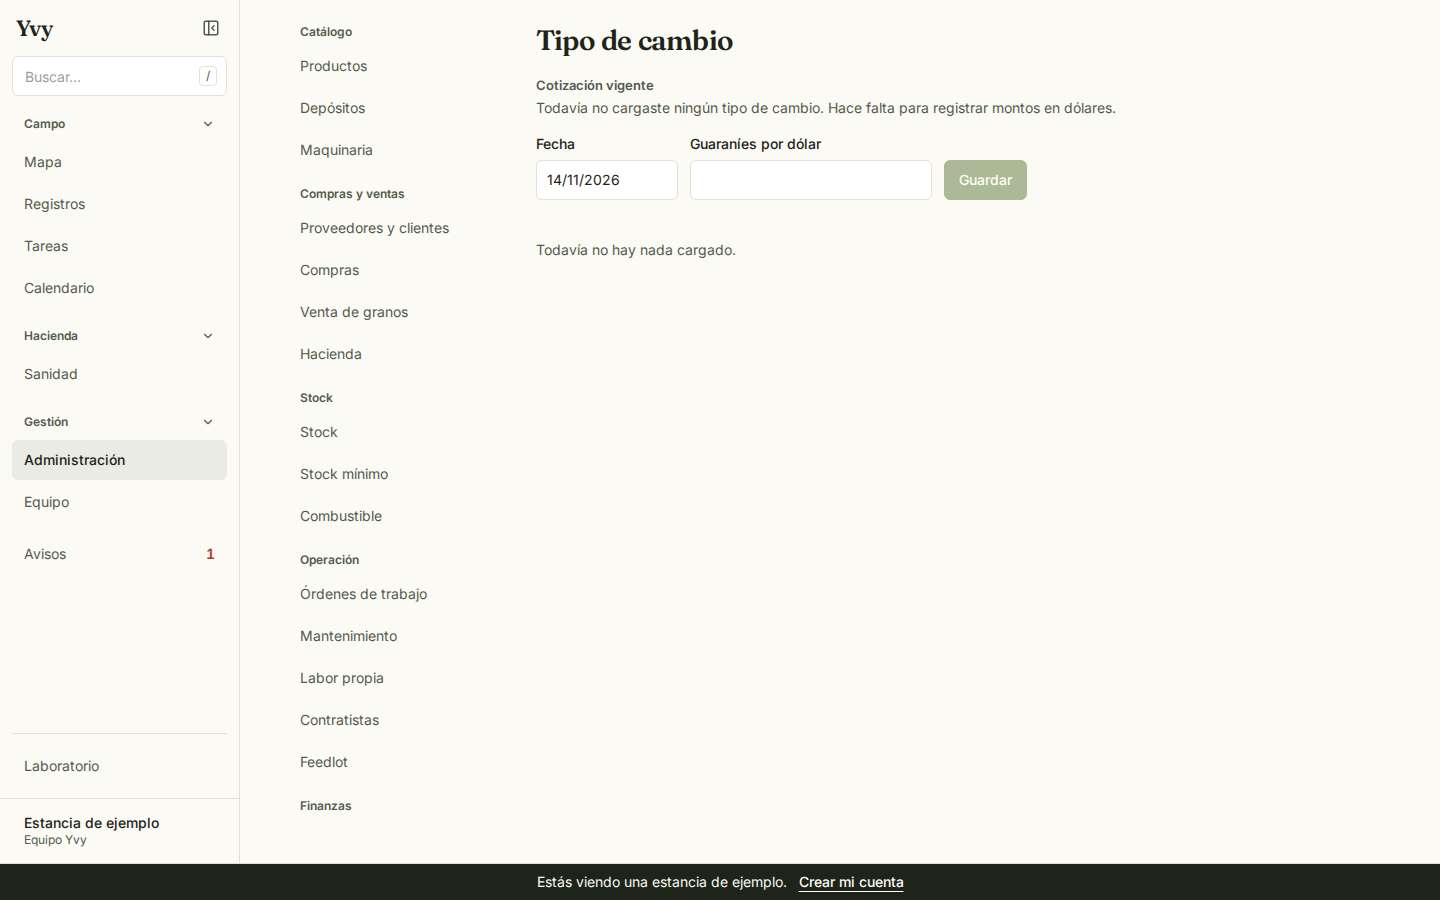 Yvy
Buscar...
/
Campo
Mapa
Registros
Tareas
Calendario
Hacienda
Sanidad
Gestión
Administración
Equipo
Avisos 1
Laboratorio
Estancia de ejemplo
Equipo Yvy
Catálogo
Productos
Depósitos
Maquinaria
Compras y ventas
Proveedores y clientes
Compras
Venta de granos
Hacienda
Stock
Stock
Stock mínimo
Combustible
Operación
Órdenes de trabajo
Mantenimiento
Labor propia
Contratistas
Feedlot
Finanzas
Tipo de cambio
Cotización vigente
Todavía no cargaste ningún tipo de cambio. Hace falta para registrar montos en dólares.
Fecha
Guaraníes por dólar
14/11/2026
Guardar
Todavía no hay nada cargado.
Estás viendo una estancia de ejemplo. Crear mi cuenta